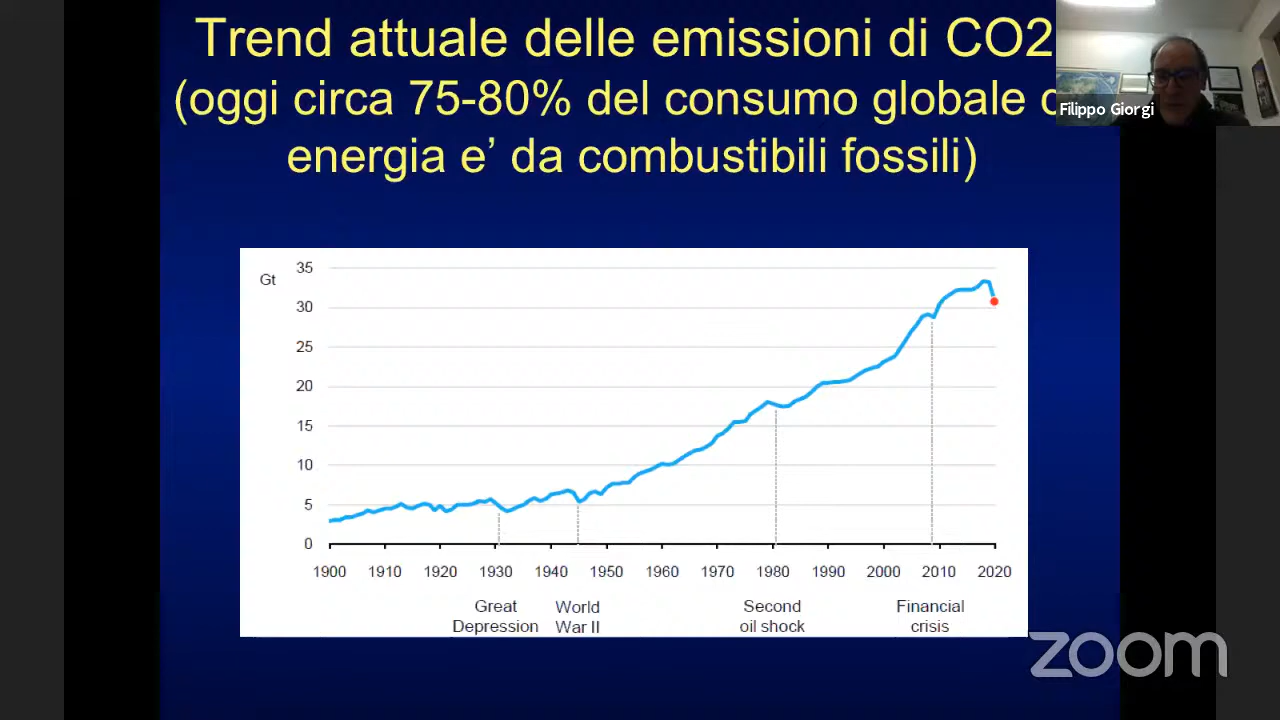 Trend attuale delle emissioni di CO2
(oggi circa 75-80% del consumo globale
energia e’ da combustibili fossili)
Filippo Giorgi
Gt
35
30
25
20
15
10
5
0
1900 1910 1920 1930 1940 1950 1960 1970 1980 1990 2000 2010 2020
Great World Second Financial
Depression War II oil shock crisis
zoom